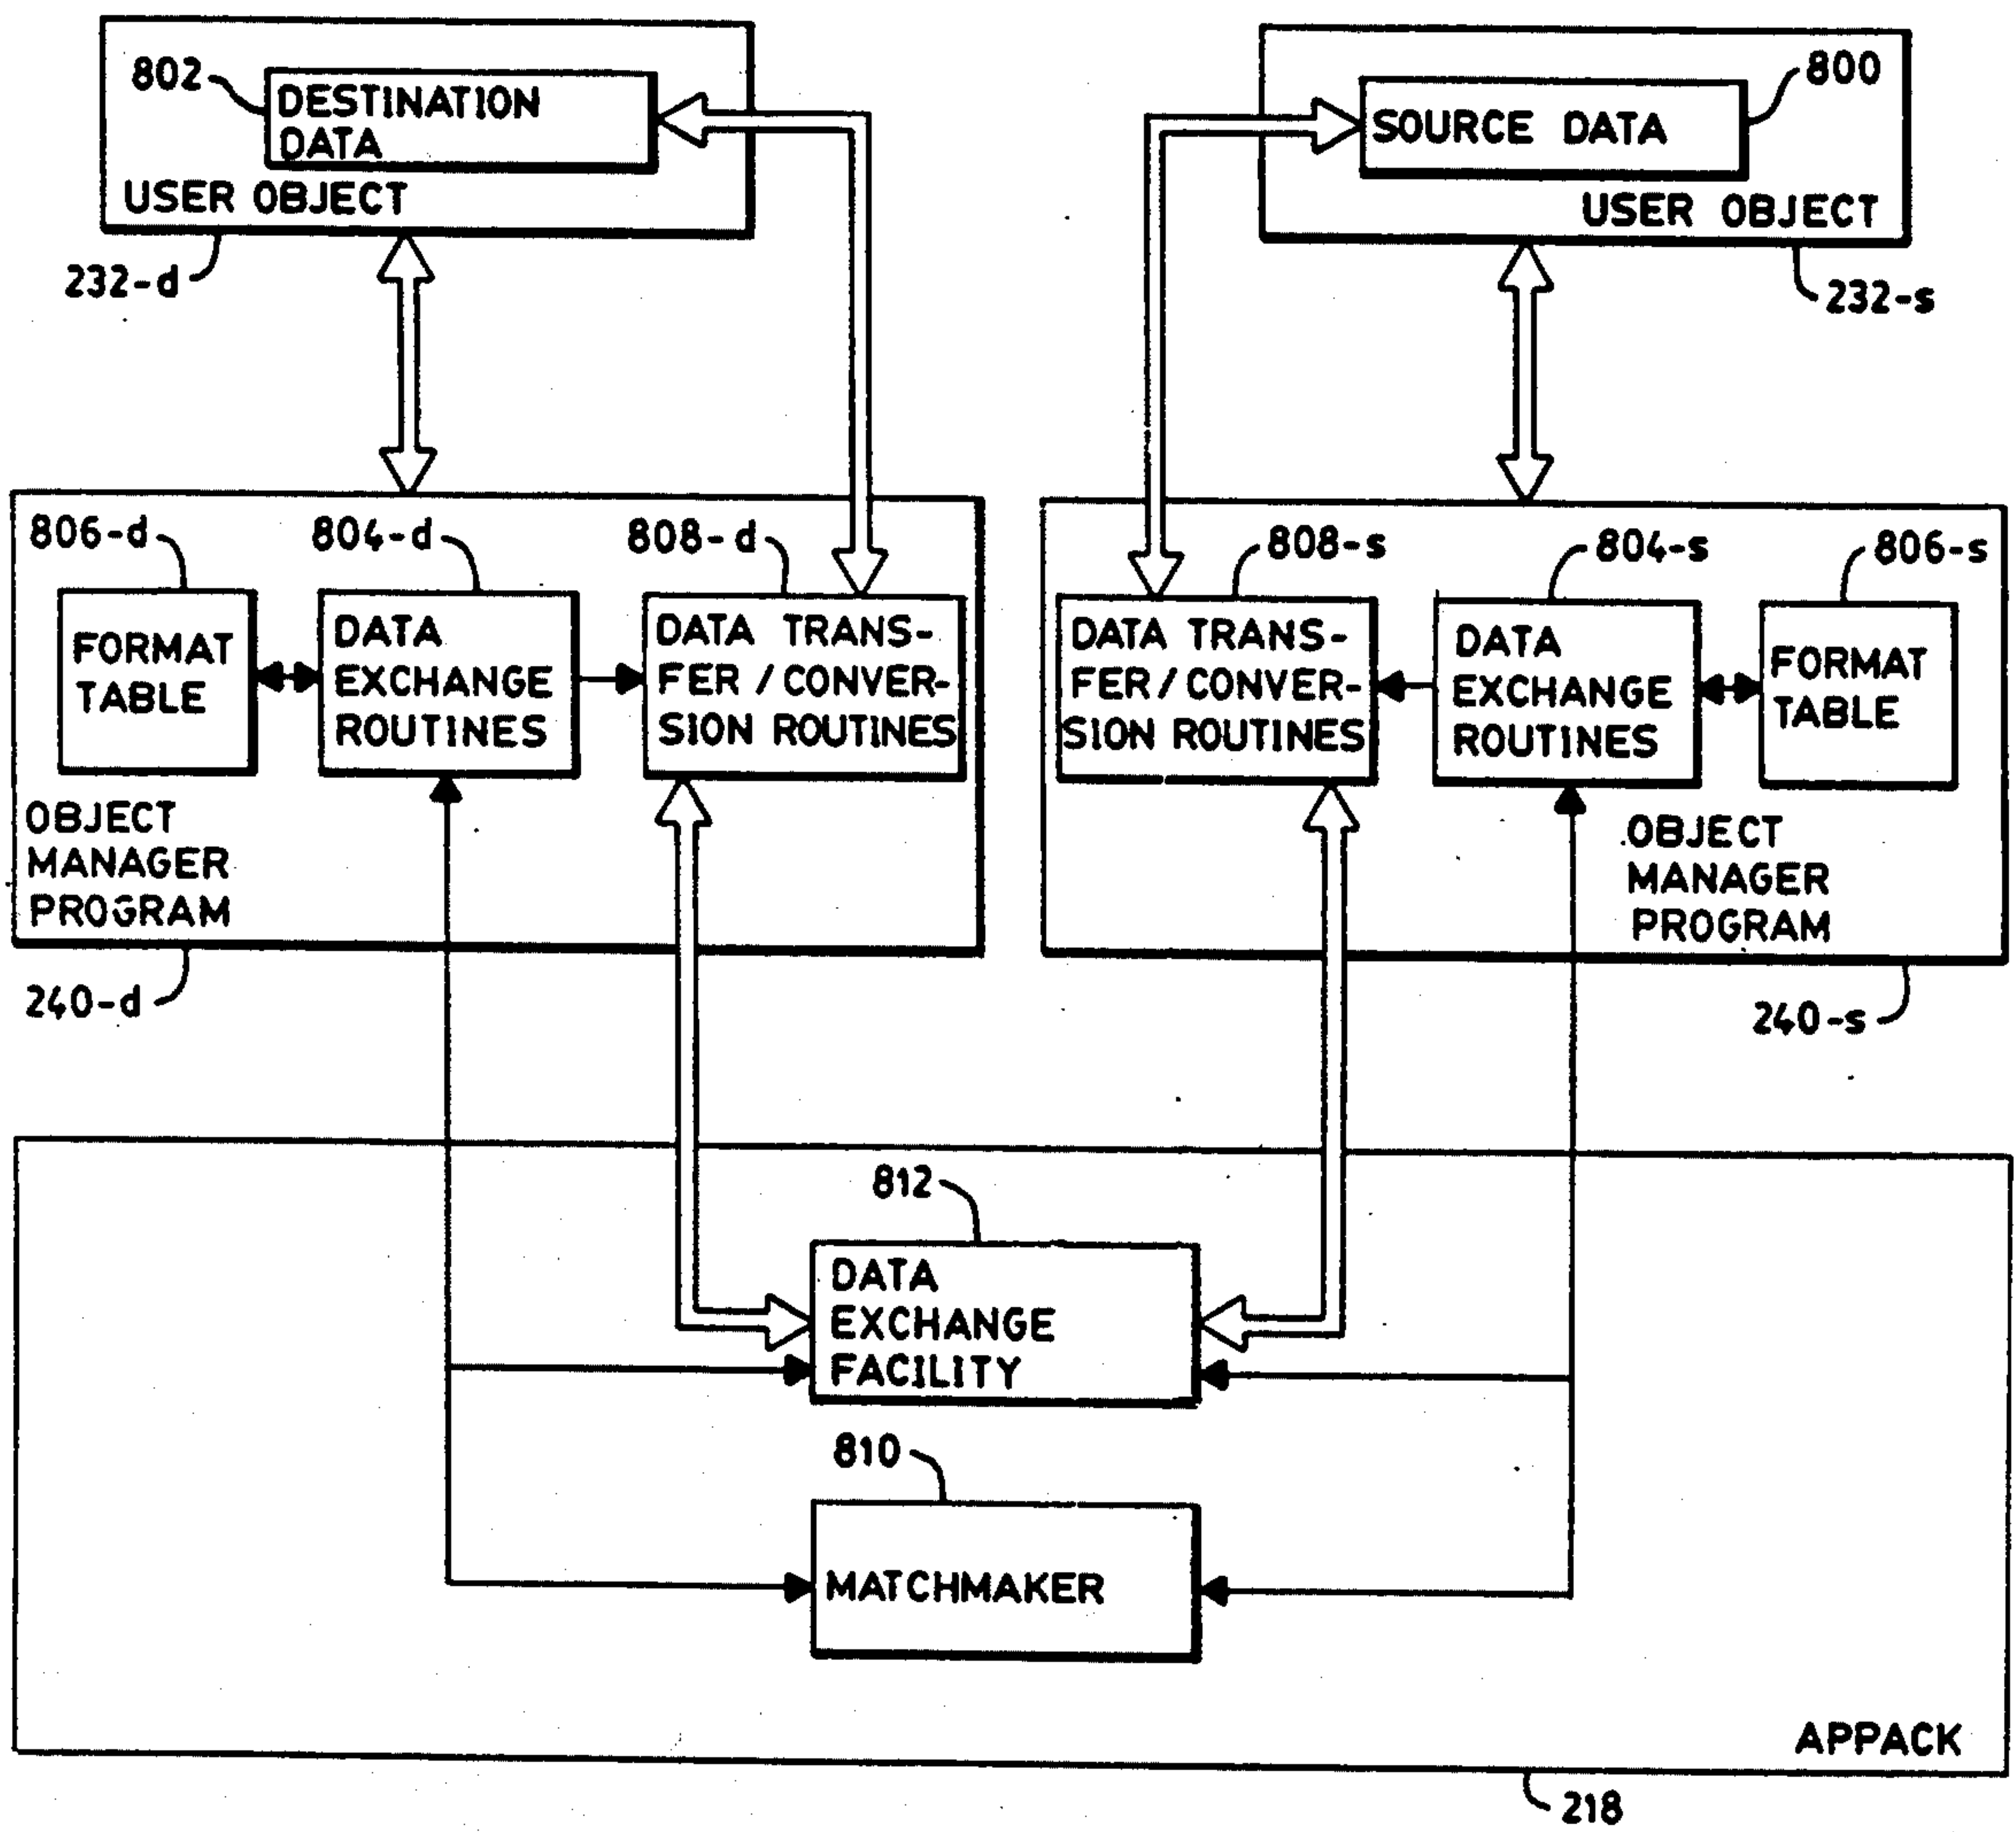 802
DESTINATION
DATA
USER OBJECT
232-d
800
SOURCE DATA
USER OBJECT
232-s
806-d
804-d
808-d
FORMAT
TABLE
DATA
EXCHANGE
ROUTINES
DATA TRANS-
FER / CONVER-
SION ROUTINES
OBJECT
MANAGER
PROGRAM
240-d
808-s
804-s
806-s
DATA TRANS-
FER / CONVER-
SION ROUTINES
DATA
EXCHANGE
ROUTINES
FORMAT
TABLE
OBJECT
MANAGER
PROGRAM
240-s
812
DATA
EXCHANGE
FACILITY
810
MATCHMAKER
APPACK
218